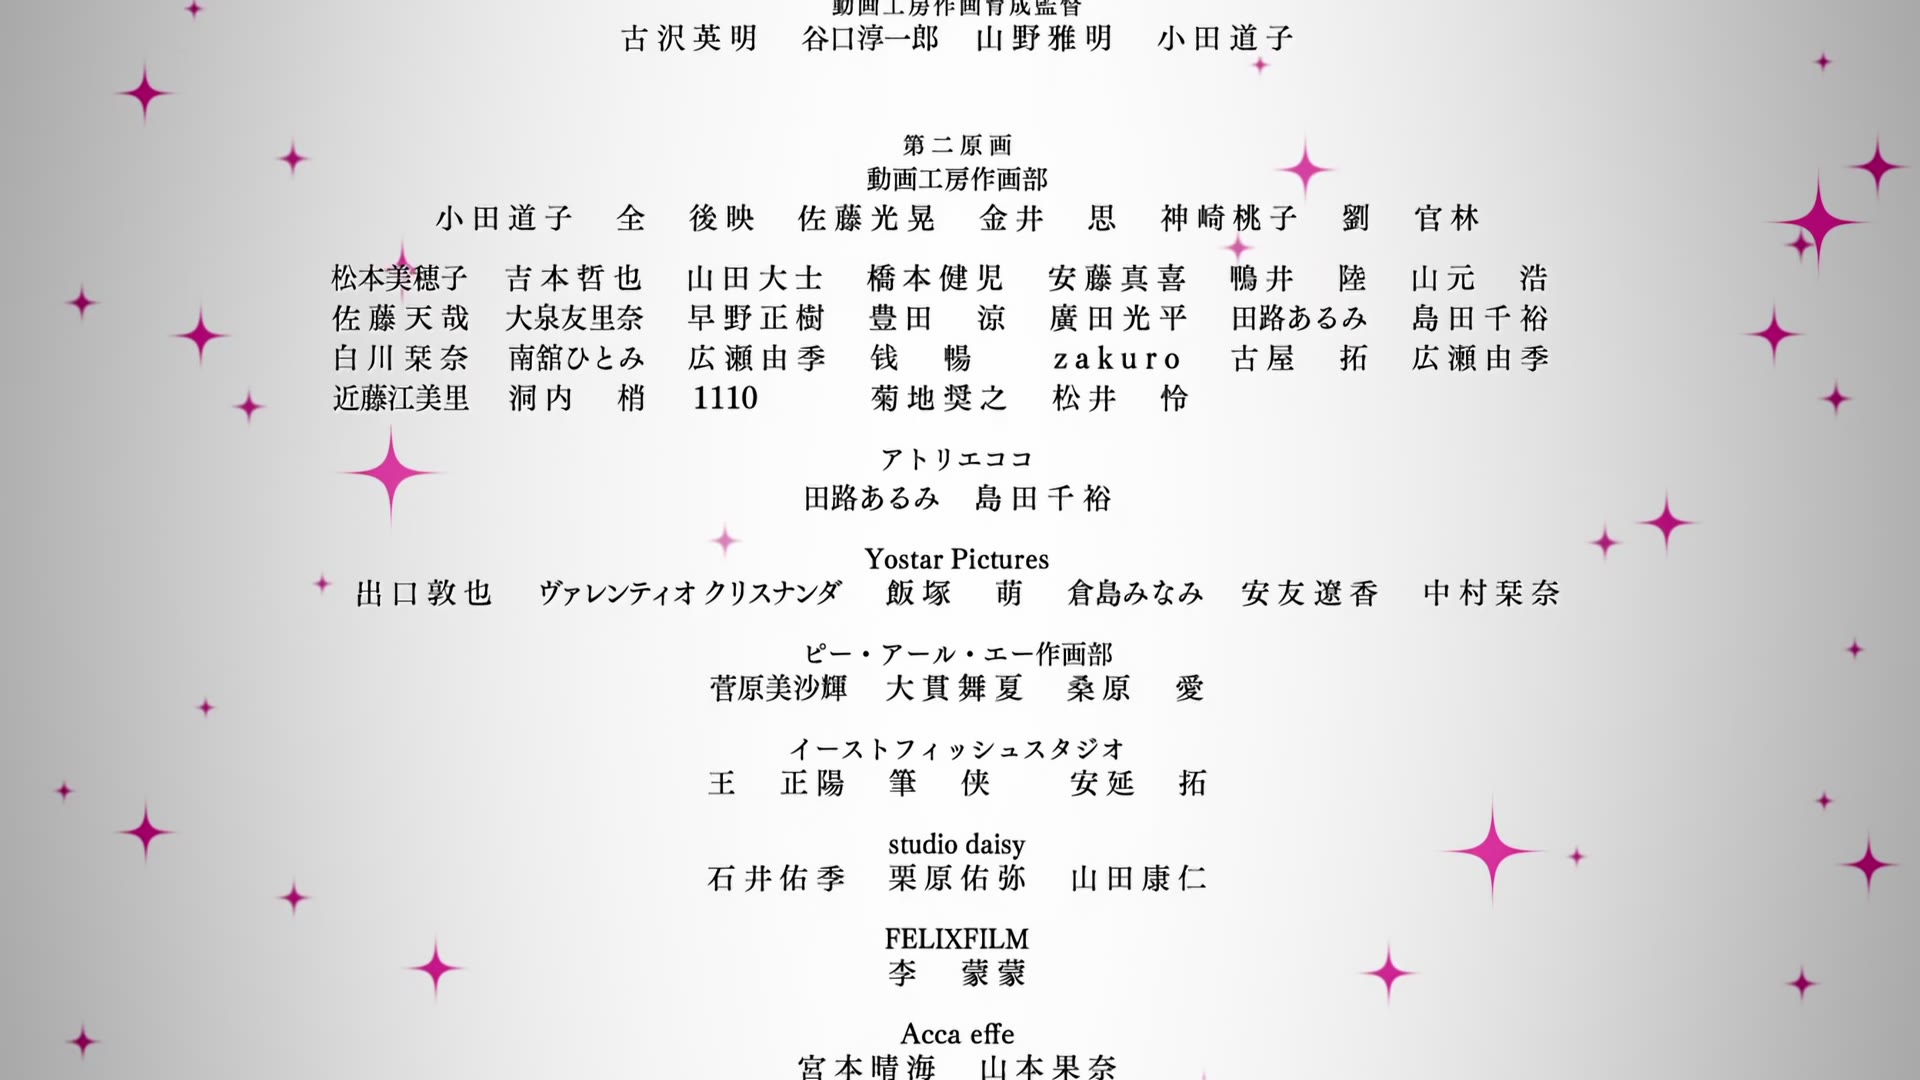 動画工房作画育成監督
古沢英明 谷口淳一郎 山野雅明 小田道子
第二原画
動画工房作画部
小田道子 全 後映 佐藤光晃 金井 思 神崎桃子 劉 官林
松本美穂子 吉本哲也 山田大士 橋本健児 安藤真喜 鴨井 陸 山元 浩
佐藤天哉 大泉友里奈 早野正樹 豊田 涼 廣田光平 田路あるみ 島田千裕
白川栞奈 南舘ひとみ 広瀬由季 钱 暢 zakuro 古屋 拓 広瀬由季
近藤江美里 洞内 梢 1110 菊地奨之 松井 怜
アトリエココ
田路あるみ 島田千裕
Yostar Pictures
出口敦也 ヴァレンティオ クリスナンダ 飯塚 萌 倉島みなみ 安友遼香 中村栞奈
ピー・アール・エー作画部
菅原美沙輝 大貫舞夏 桑原 愛
イーストフィッシュスタジオ
王 正陽 筆 侠 安延 拓
studio daisy
石井佑季 栗原佑弥 山田康仁
FELIXFILM
李 蒙蒙
Acca effe
宮本晴海 山本果奈